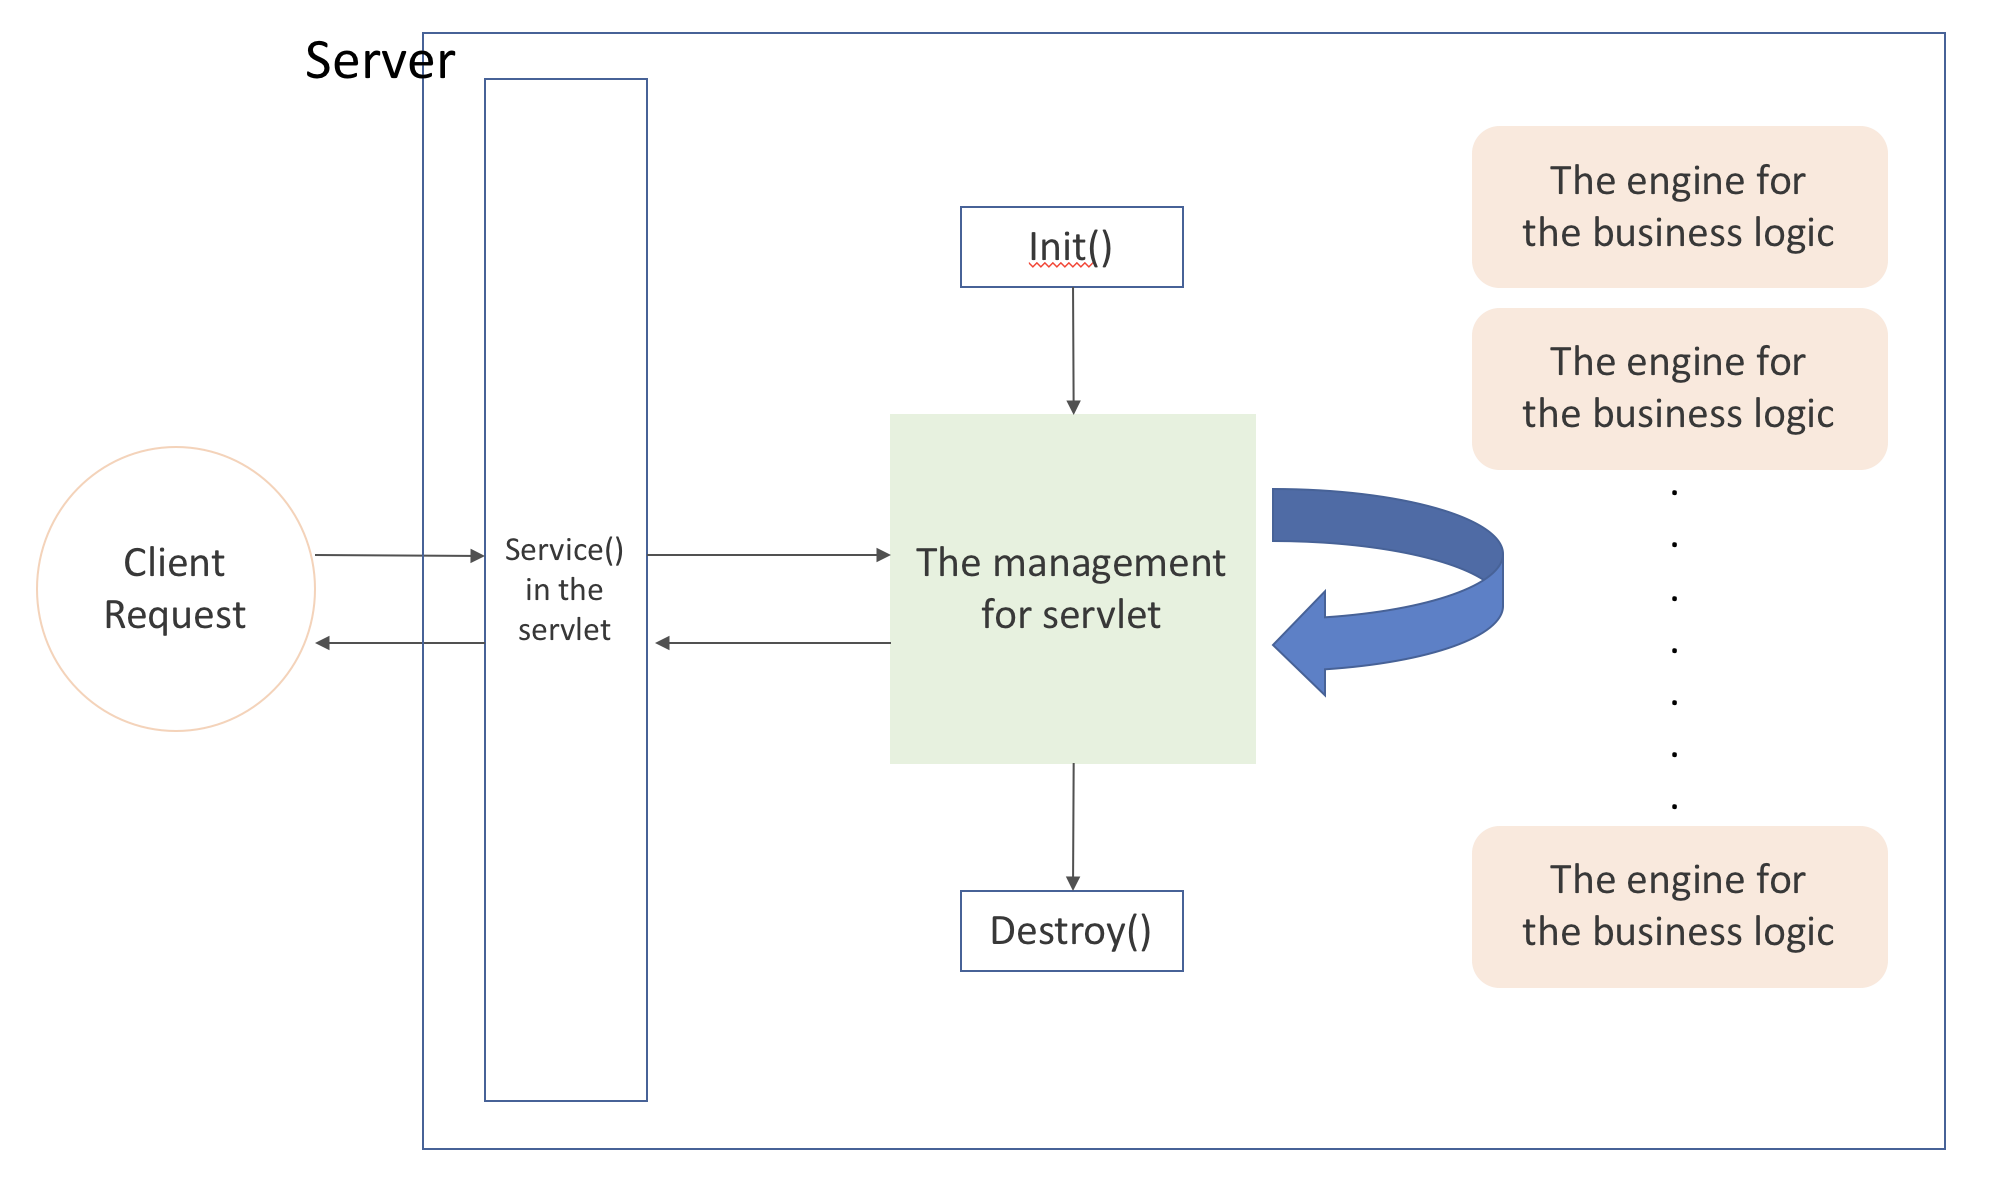 Server
Client
Request
Service()
in the
servlet
Init()
The management
for servlet
Destroy()
The engine for
the business logic
The engine for
the business logic
.
.
.
.
.
.
.
The engine for
the business logic